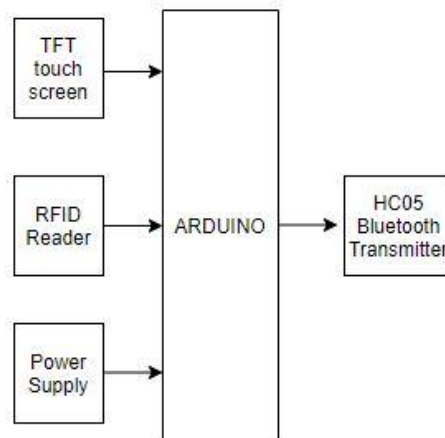 TFT
touch
screen
RFID
Reader
Power
Supply
ARDUINO
HC05
Bluetooth
Transmitter